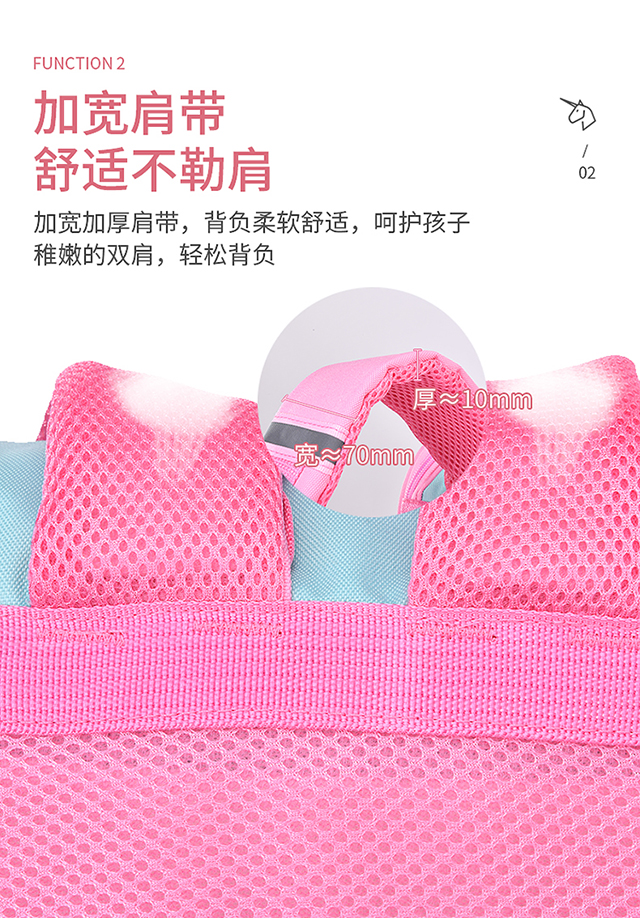 FUNCTION 2
加宽肩带
舒适不勒肩
/
02
加宽加厚肩带，背负柔软舒适，呵护孩子
稚嫩的双肩，轻松背负
厚≈10mm
宽≈70mm